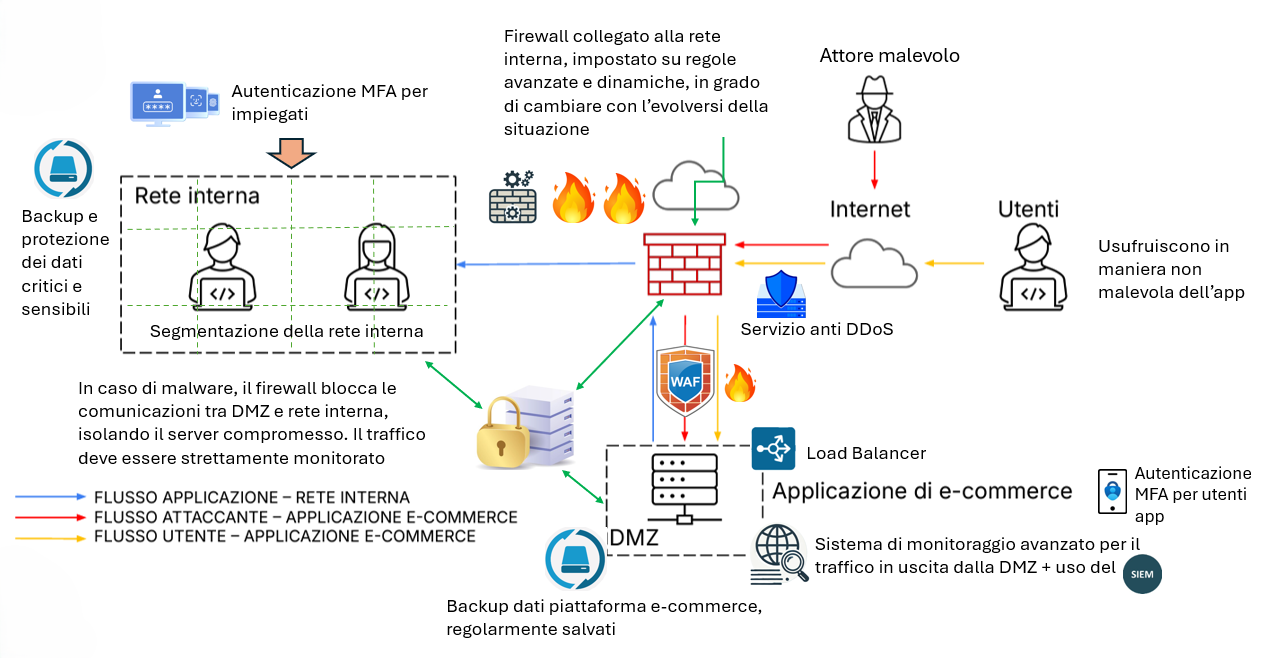 Firewall collegato alla rete
interna, impostato su regole
avanzate e dinamiche, in grado
di cambiare con l'evolversi della
situazione
Attore malevolo
Autenticazione MFA per
impiegati
****
Backup e
protezione
dei dati
critici e
sensibili
Rete interna
</>
</>
Segmentazione della rete interna
Internet
Utenti
</>
Usufruiscono in
maniera non
malevola dell'app
Servizio anti DDoS
WAF
In caso di malware, il firewall blocca le
comunicazioni tra DMZ e rete interna,
isolando il server compromesso. Il traffico
deve essere strettamente monitorato
FLUSSO APPLICAZIONE – RETE INTERNA
FLUSSO ATTACCANTE – APPLICAZIONE E-COMMERCE
FLUSSO UTENTE – APPLICAZIONE E-COMMERCE
Load Balancer
Applicazione di e-commerce
Autenticazione
MFA per utenti
app
DMZ
Sistema di monitoraggio avanzato per il
traffico in uscita dalla DMZ + uso del
SIEM
Backup dati piattaforma e-commerce,
regolarmente salvati